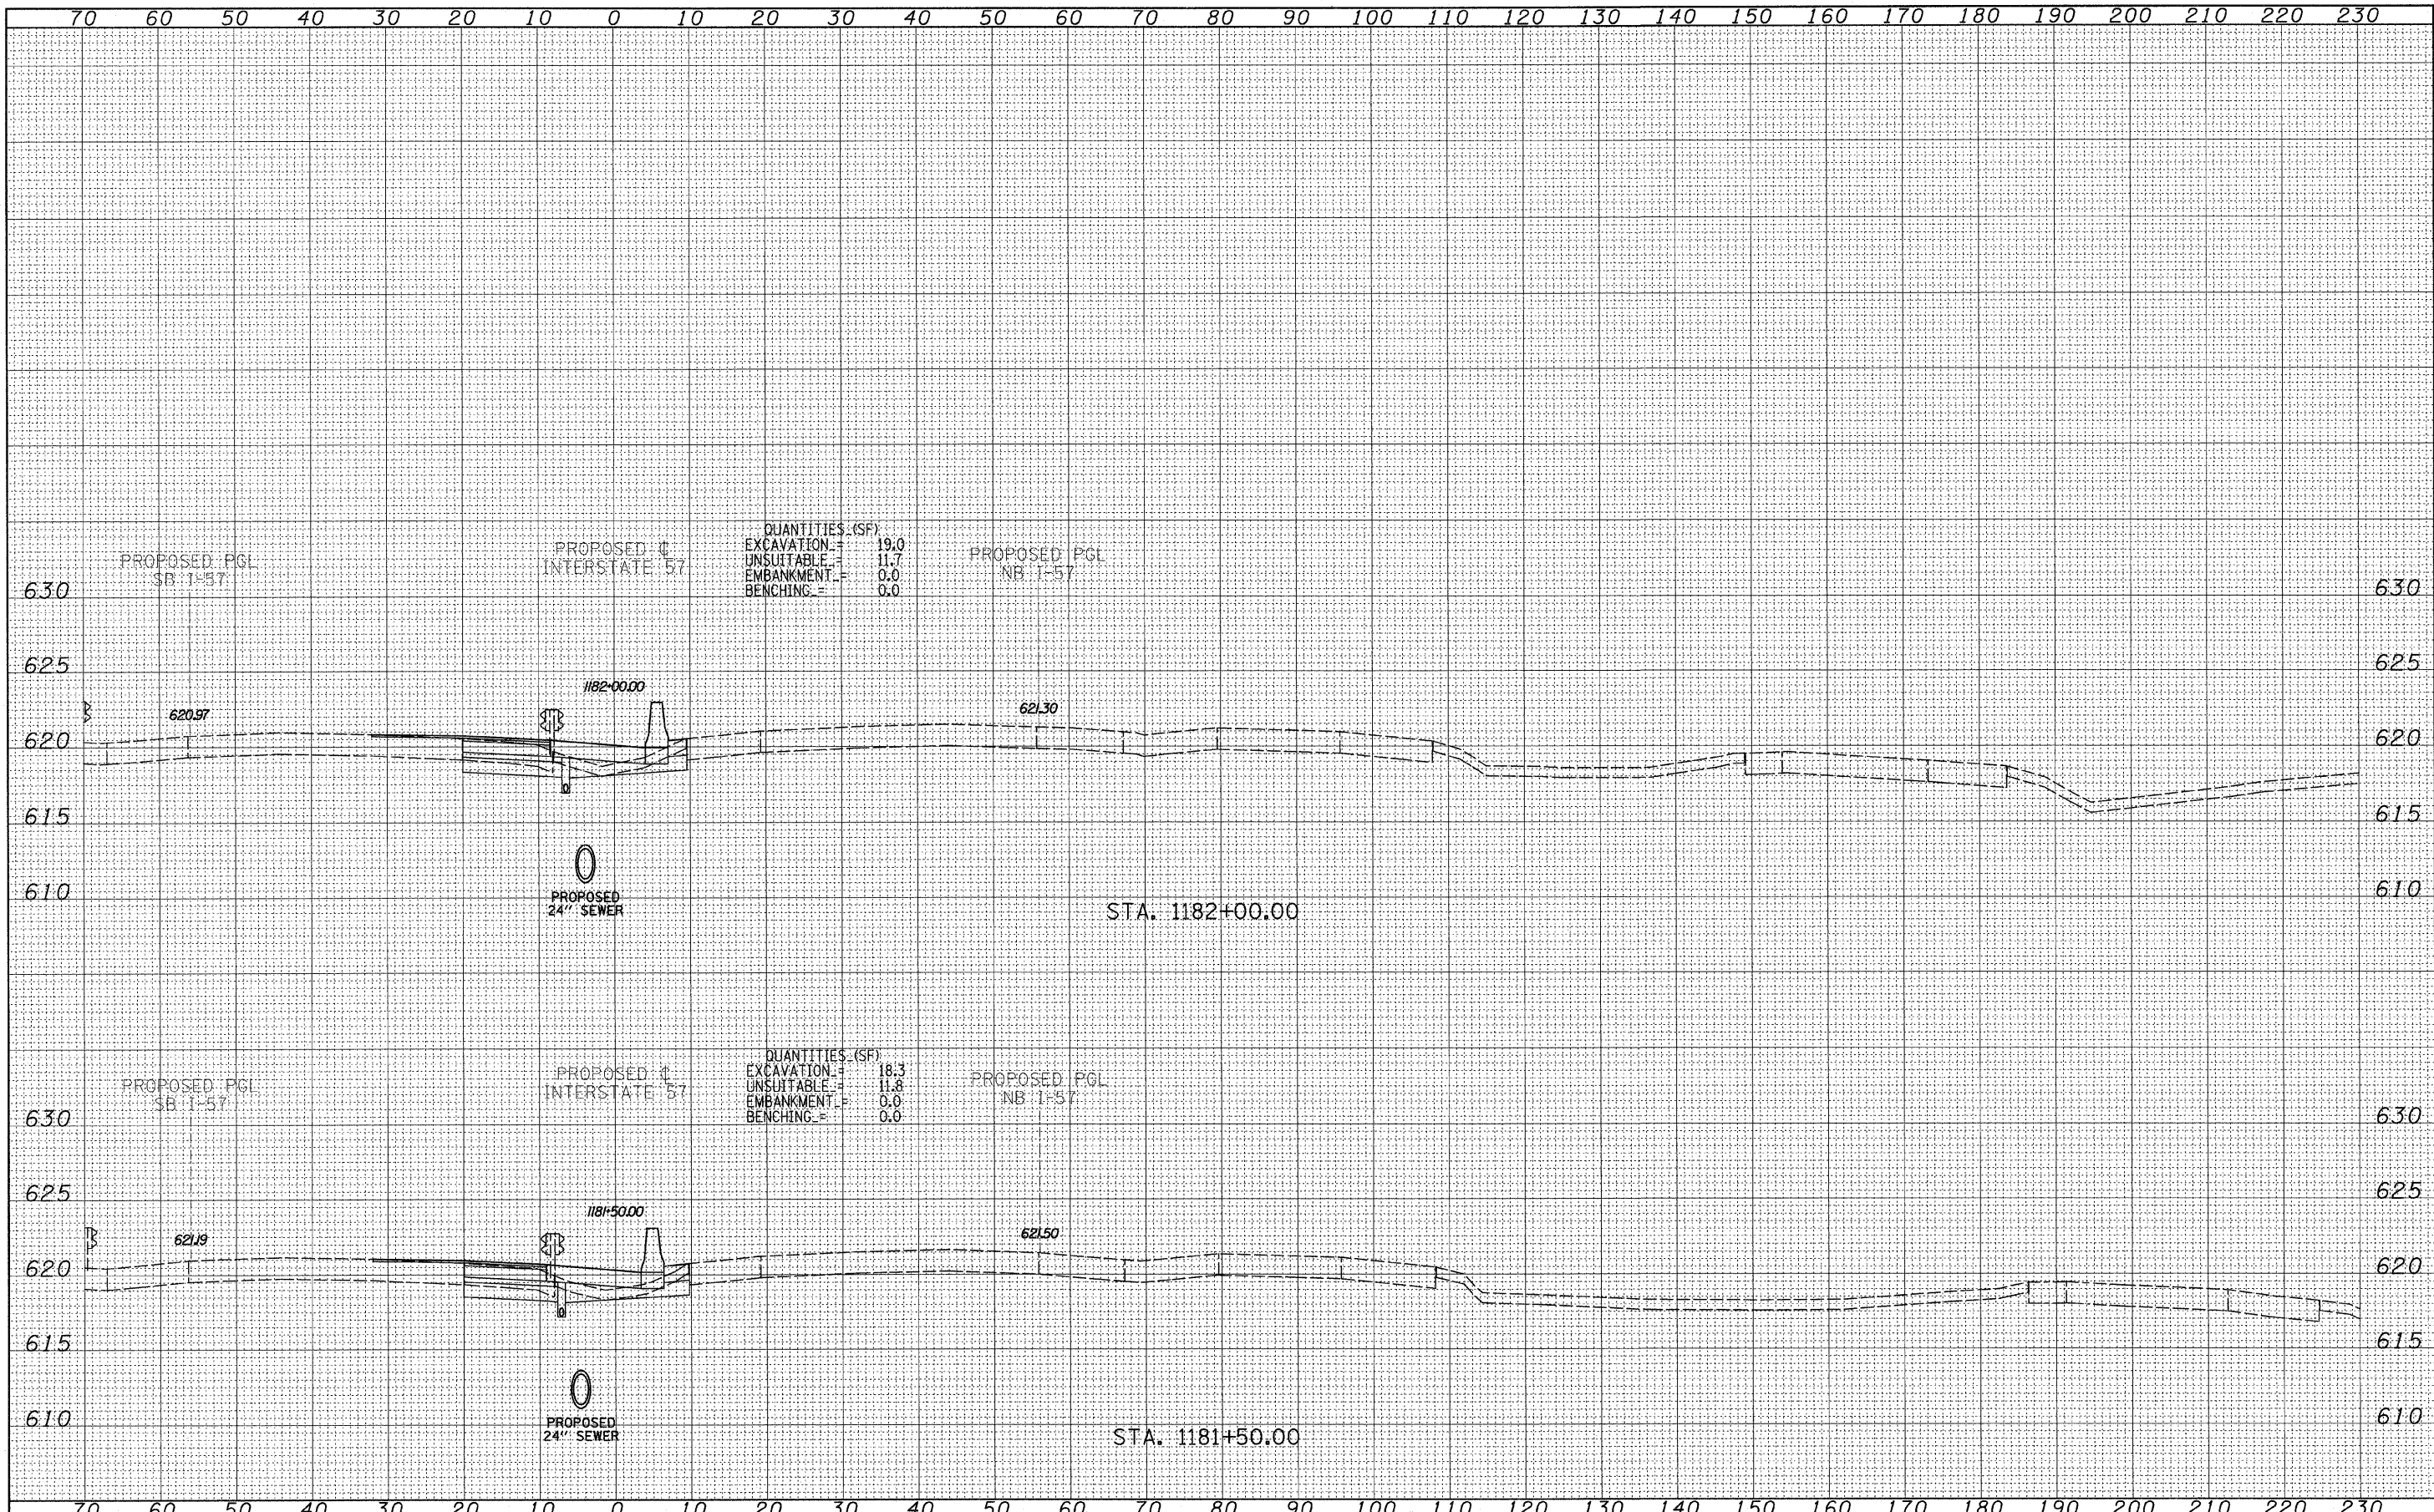 70 60 50 40 30 20 10 0 10 20 30 40 50 60 70 80 90 100 110 120 130 140 150 160 170 180 190 200 210 220 230
QUANTITIES (SF)
EXCAVATION = 19.0
UNSUITABLE = 11.7
EMBANKMENT = 0.0
BENCHING = 0.0
PROPOSED PGL
SB I-57
PROPOSED ℄
INTERSTATE 57
PROPOSED PGL
NB I-57
630 630
625 625
1182+00.00
620.97 621.30
620 620
615 615
610 610
PROPOSED
24" SEWER
STA. 1182+00.00
QUANTITIES (SF)
EXCAVATION = 18.3
UNSUITABLE = 11.8
EMBANKMENT = 0.0
BENCHING = 0.0
PROPOSED PGL
SB I-57
PROPOSED ℄
INTERSTATE 57
PROPOSED PGL
NB I-57
630 630
625 625
1181+50.00
621.19 621.50
620 620
615 615
610 610
PROPOSED
24" SEWER
STA. 1181+50.00
70 60 50 40 30 20 10 0 10 20 30 40 50 60 70 80 90 100 110 120 130 140 150 160 170 180 190 200 210 220 230